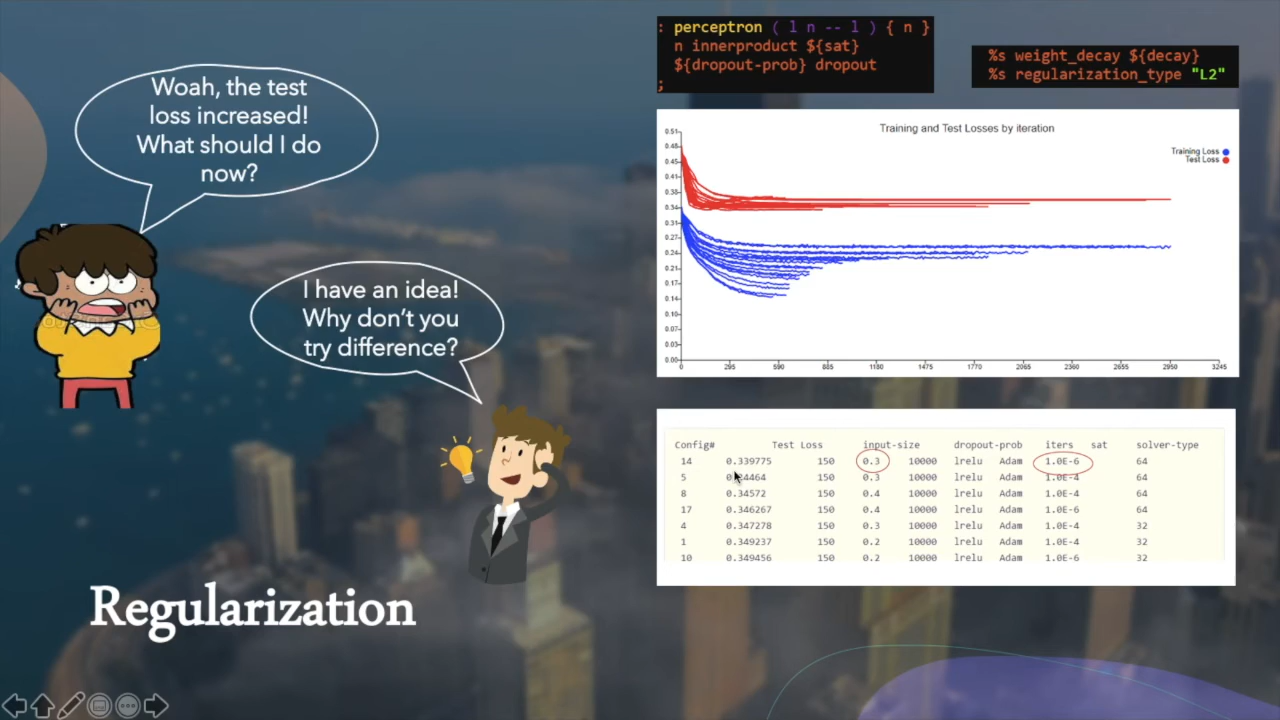 Woah, the test
loss increased!
What should I do
now?
I have an idea!
Why don't you
try difference?
Regularization
: perceptron ( l n -- l ) { n }
n innerproduct ${sat}
${dropout-prob} dropout
;
%s weight_decay ${decay}
%s regularization_type "L2"
Training and Test Losses by iteration
Training Loss
Test Loss
0.51
0.48
0.45
0.41
0.38
0.34
0.31
0.27
0.24
0.21
0.17
0.14
0.10
0.07
0.03
0.00
0 295 590 885 1180 1475 1770 2065 2360 2655 2950 3245
Config# Test Loss input-size dropout-prob iters sat solver-type
14 0.339775 150 0.3 10000 lrelu Adam 1.0E-6 64
5 150 0.3 10000 lrelu Adam 1.0E-4 64
8 0.34572 150 0.4 10000 lrelu Adam 1.0E-4 64
17 0.346267 150 0.4 10000 lrelu Adam 1.0E-6 64
4 0.347278 150 0.3 10000 lrelu Adam 1.0E-4 32
1 0.349237 150 0.2 10000 lrelu Adam 1.0E-4 32
10 0.349456 150 0.2 10000 lrelu Adam 1.0E-6 32